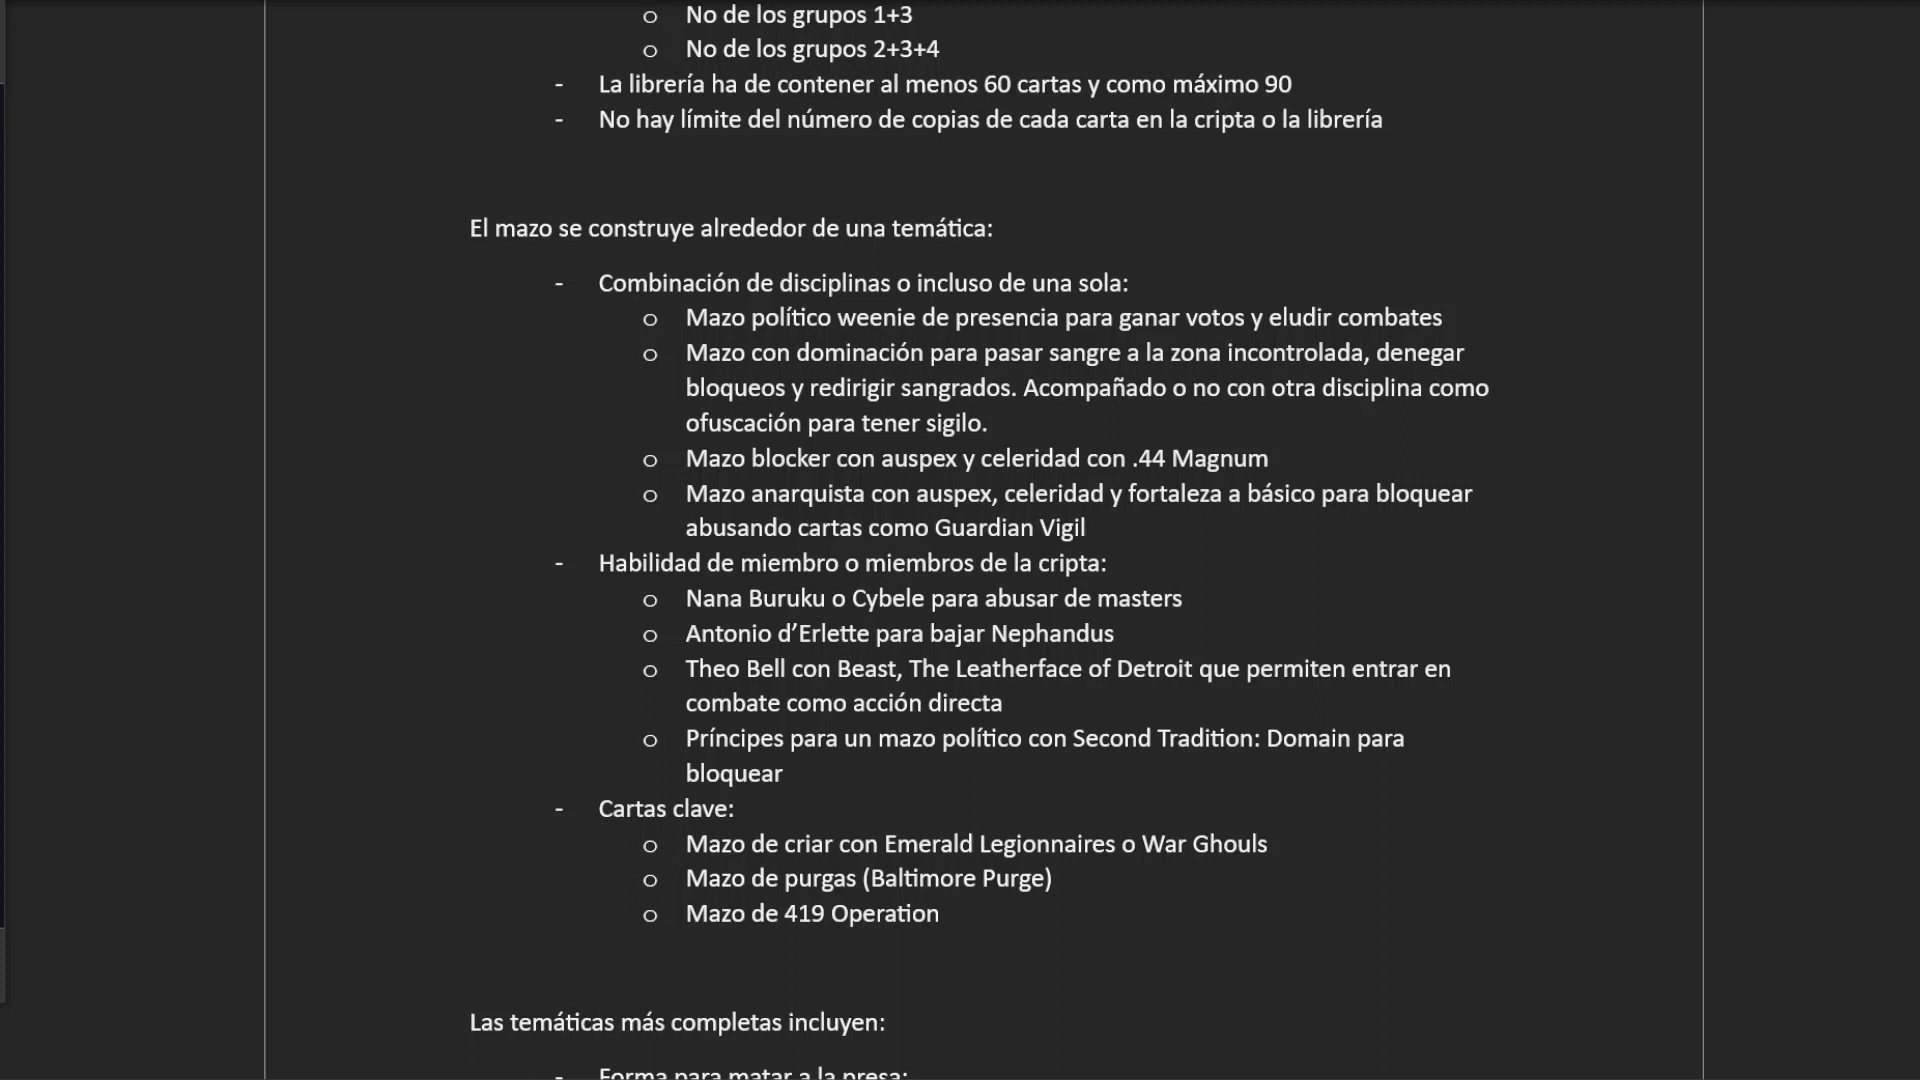 o No de los grupos 1+3
o No de los grupos 2+3+4
- La librería ha de contener al menos 60 cartas y como máximo 90
- No hay límite del número de copias de cada carta en la cripta o la librería
El mazo se construye alrededor de una temática:
- Combinación de disciplinas o incluso de una sola:
o Mazo político weenie de presencia para ganar votos y eludir combates
o Mazo con dominación para pasar sangre a la zona incontrolada, denegar
bloqueos y redirigir sangrados. Acompañado o no con otra disciplina como
ofuscación para tener sigilo.
o Mazo blocker con auspex y celeridad con .44 Magnum
o Mazo anarquista con auspex, celeridad y fortaleza a básico para bloquear
abusando cartas como Guardian Vigil
- Habilidad de miembro o miembros de la cripta:
o Nana Buruku o Cybele para abusar de masters
o Antonio d’Erlette para bajar Nephandus
o Theo Bell con Beast, The Leatherface of Detroit que permiten entrar en
combate como acción directa
o Príncipes para un mazo político con Second Tradition: Domain para
bloquear
- Cartas clave:
o Mazo de criar con Emerald Legionnaires o War Ghouls
o Mazo de purgas (Baltimore Purge)
o Mazo de 419 Operation
Las temáticas más completas incluyen:
- Forma para matar a la presa: